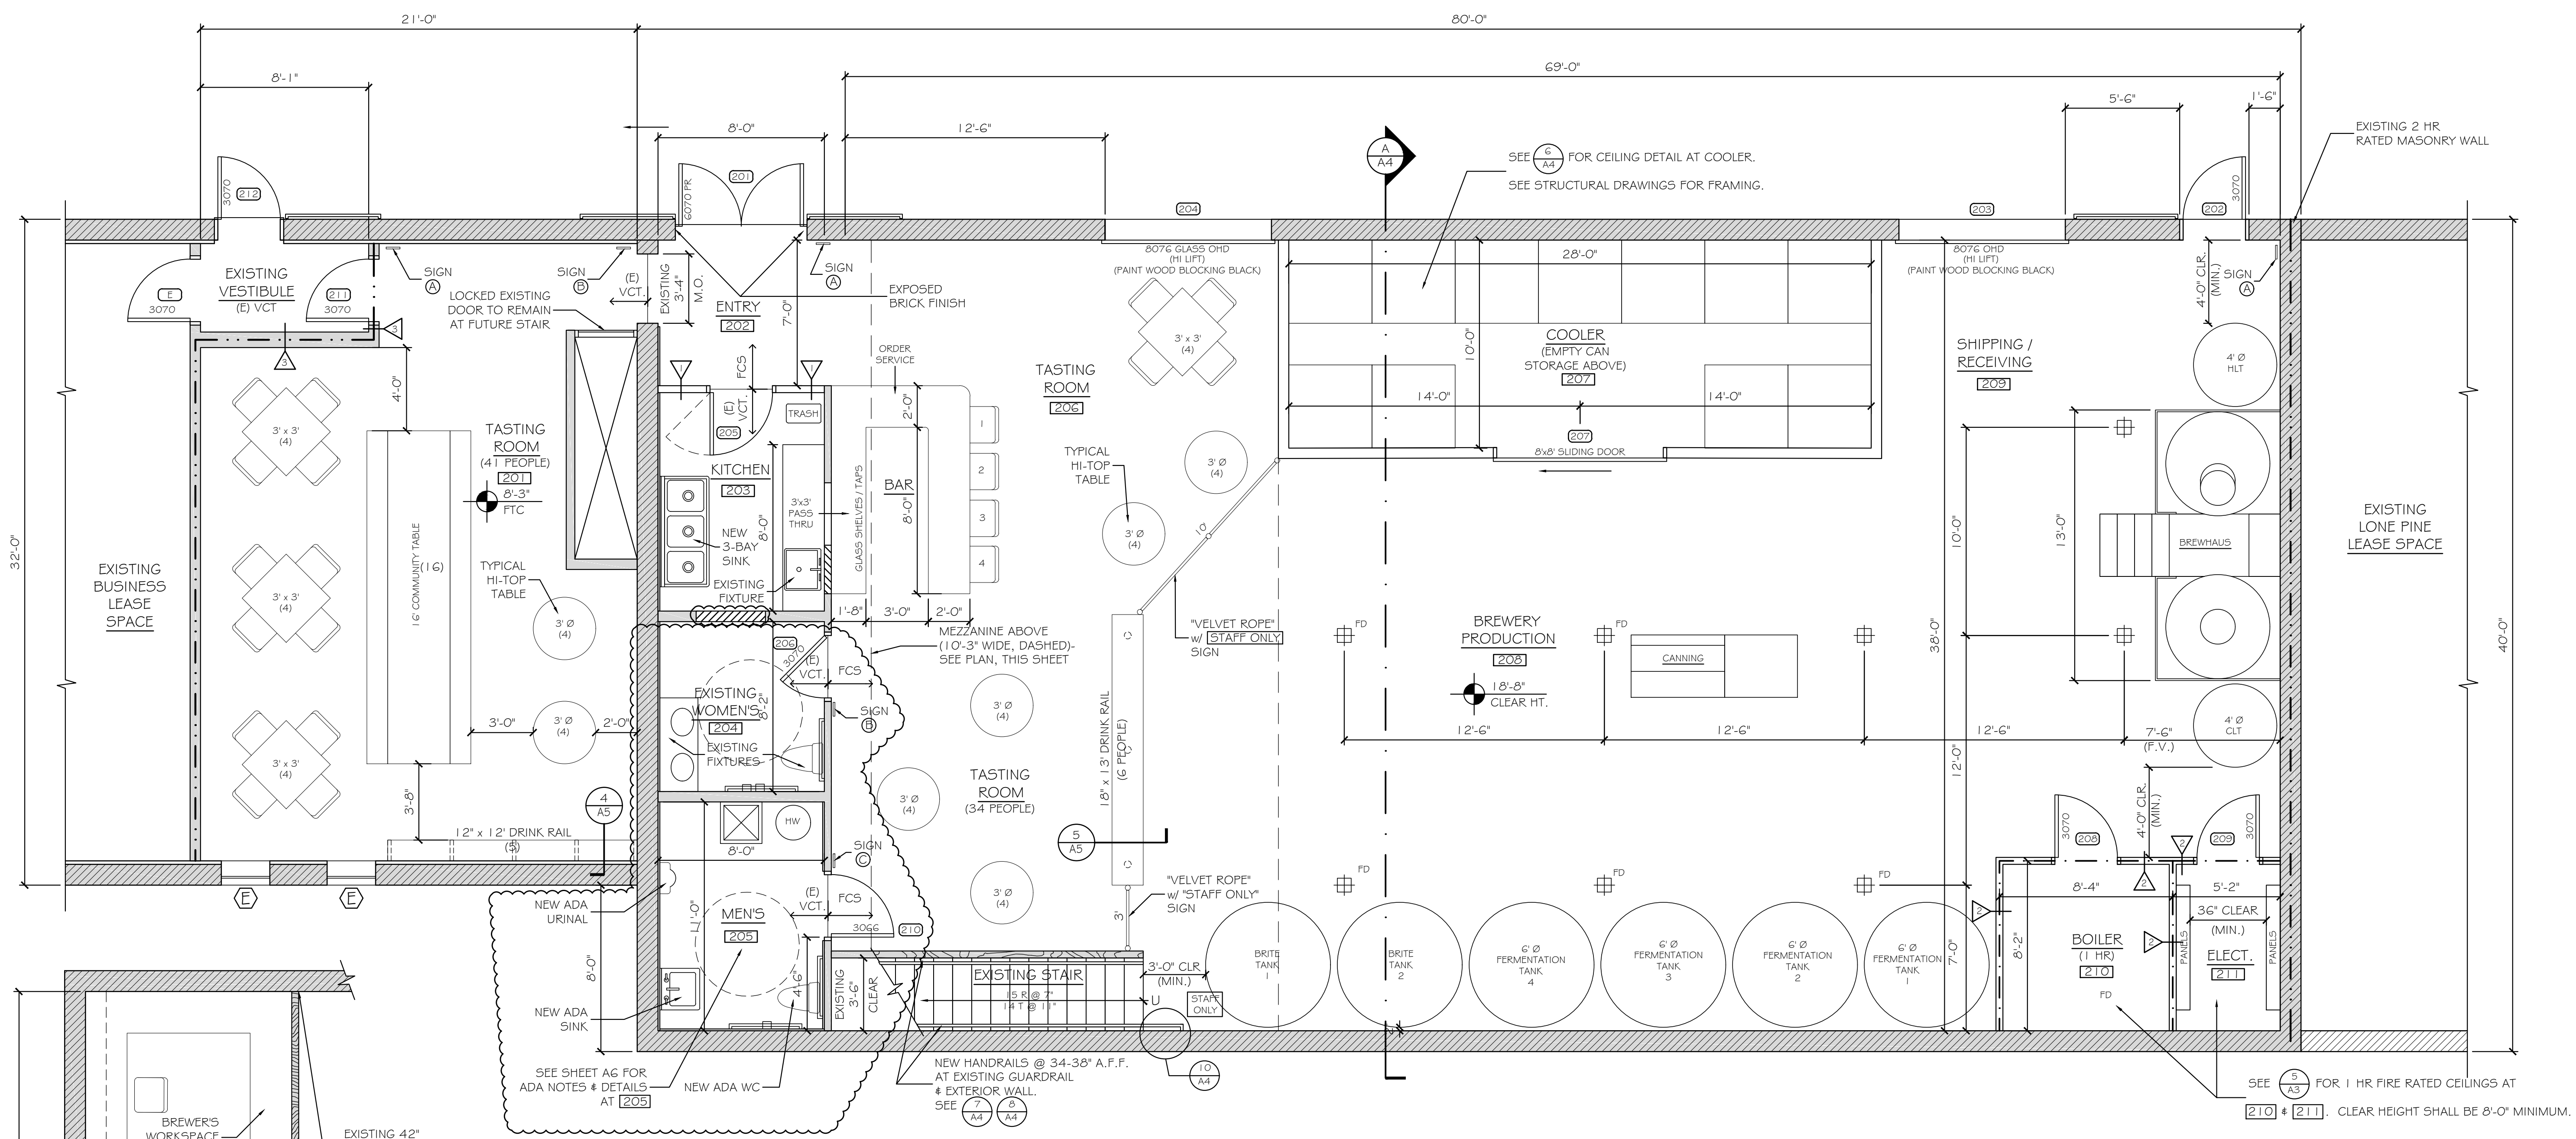 21'-0"
80'-0"
69'-0"
8'-1"
8'-0"
12'-6"
5'-6"
1'-6"
EXISTING 2 HR
RATED MASONRY WALL
A
A4
SEE 6/A4 FOR CEILING DETAIL AT COOLER.
SEE STRUCTURAL DRAWINGS FOR FRAMING.
3070
212
6070 PR
201
204
203
3070
202
8076 GLASS OHD
(HI LIFT)
(PAINT WOOD BLOCKING BLACK)
8076 OHD
(HI LIFT)
(PAINT WOOD BLOCKING BLACK)
EXISTING
VESTIBULE
(E) VCT
E
3070
211
3070
3
3
SIGN
A
SIGN
B
(E)
VCT.
EXISTING
3'-4"
M.O.
LOCKED EXISTING
DOOR TO REMAIN
AT FUTURE STAIR
ENTRY
202
7'-0"
SIGN
A
EXPOSED
BRICK FINISH
28'-0"
10'-0"
COOLER
(EMPTY CAN
STORAGE ABOVE)
207
14'-0"
14'-0"
207
8'x8' SLIDING DOOR
4'-0" CLR.
(MIN.)
SIGN
A
SHIPPING /
RECEIVING
209
4' Ø
HLT
32'-0"
4'-0"
3' x 3'
(4)
3' x 3'
(4)
3' x 3'
(4)
16' COMMUNITY TABLE
(16)
TASTING
ROOM
(41 PEOPLE)
201
8'-3"
FTC
TYPICAL
HI-TOP
TABLE
3' Ø
(4)
3' Ø
(4)
3'-0"
2'-0"
3'-8"
12" x 12' DRINK RAIL
(5)
4
A5
EXISTING
BUSINESS
LEASE
SPACE
E
E
1
1
FCS
(E)
VCT.
205
TRASH
KITCHEN
203
3'x3'
PASS
THRU
8'-0"
NEW
3-BAY
SINK
EXISTING
FIXTURE
ORDER
SERVICE
GLASS SHELVES / TAPS
BAR
2'-0"
8'-0"
1
2
3
4
1'-8"
3'-0"
2'-0"
TASTING
ROOM
206
3' x 3'
(4)
TYPICAL
HI-TOP
TABLE
3' Ø
(4)
3' Ø
(4)
10'
"VELVET ROPE"
w/ STAFF ONLY
SIGN
MEZZANINE ABOVE
(10'-3" WIDE, DASHED)-
SEE PLAN, THIS SHEET
206
3070
(E)
VCT.
FCS
EXISTING
WOMEN'S
204
8'-2"
EXISTING
FIXTURES
SIGN
B
3' Ø
(4)
3' Ø
(4)
3' Ø
(4)
TASTING
ROOM
(34 PEOPLE)
18" x 13' DRINK RAIL
(6 PEOPLE)
5
A5
HW
8'-0"
SIGN
C
(E)
VCT.
FCS
3066
210
MEN'S
205
11'-0"
4'-6"
NEW ADA
URINAL
NEW ADA
SINK
8'-0"
SEE SHEET A6 FOR
ADA NOTES & DETAILS
AT 205
NEW ADA WC
EXISTING
3'-6"
CLEAR
EXISTING STAIR
15 R @ 7"
14 T @ 11"
U
3'-0" CLR
(MIN.)
STAFF
ONLY
3'
"VELVET ROPE"
w/ "STAFF ONLY"
SIGN
NEW HANDRAILS @ 34-38" A.F.F.
AT EXISTING GUARDRAIL
& EXTERIOR WALL.
SEE 7/A4 8/A4
10
A4
BREWERY
PRODUCTION
208
18'-8"
CLEAR HT.
FD
FD
FD
FD
FD
CANNING
12'-6"
12'-6"
12'-6"
7'-6"
(F.V.)
38'-0"
10'-0"
12'-0"
7'-0"
13'-0"
BREWHAUS
4' Ø
CLT
4'-0" CLR.
(MIN.)
BRITE
TANK
1
BRITE
TANK
2
6' Ø
FERMENTATION
TANK
4
6' Ø
FERMENTATION
TANK
3
6' Ø
FERMENTATION
TANK
2
6' Ø
FERMENTATION
TANK
1
3070
208
209
3070
2
2
2
2
8'-4"
5'-2"
8'-2"
BOILER
(1 HR)
210
FD
36" CLEAR
(MIN.)
PANELS
PANELS
ELECT.
211
EXISTING
LONE PINE
LEASE SPACE
40'-0"
SEE 5/A3 FOR 1 HR FIRE RATED CEILINGS AT
210 & 211. CLEAR HEIGHT SHALL BE 8'-0" MINIMUM.
BREWER'S
WORKSPACE
EXISTING 42"